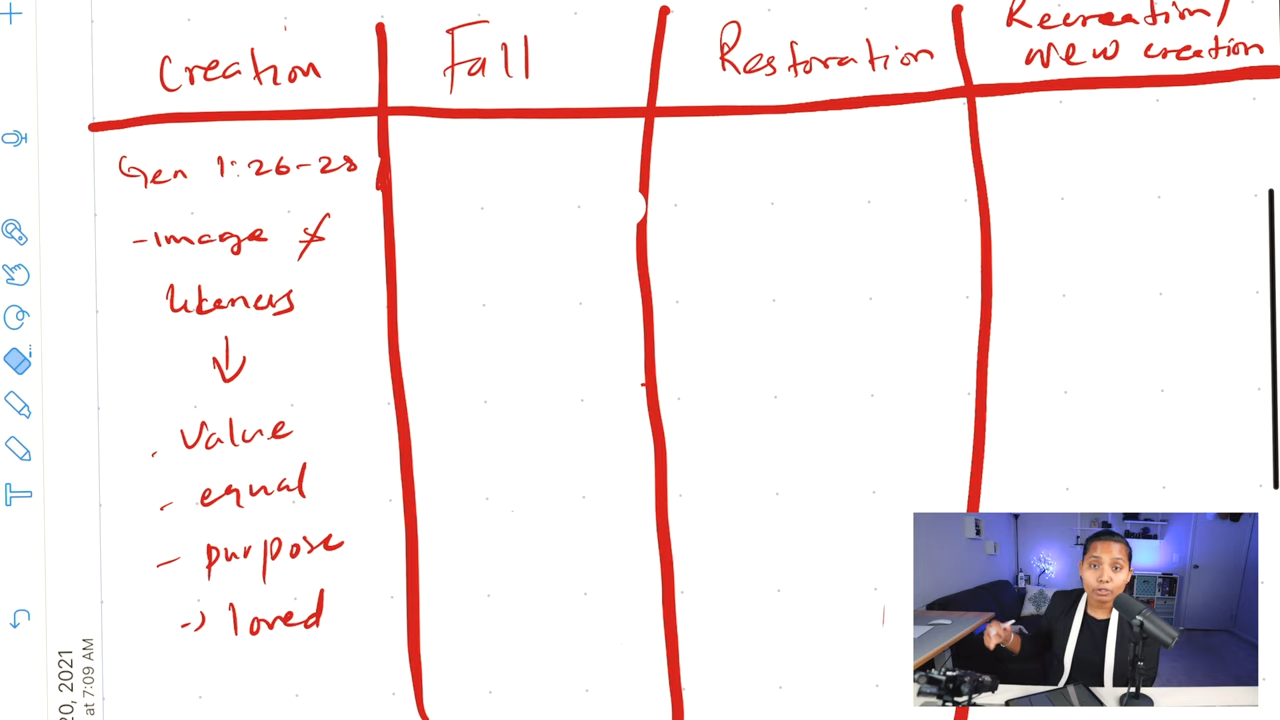 Creation
Fall
Restoration
Recreation/
New creation
Gen 1:26-28
- Image &
likeness
↓
. Value
- equal
- purpose
-> loved
20, 2021
at 7:09 AM